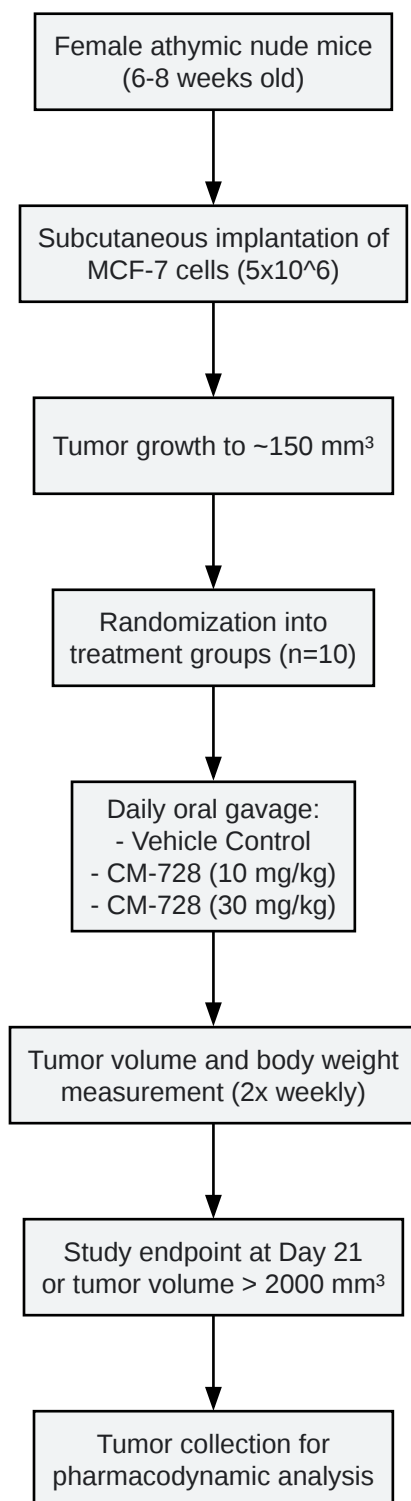 Female athymic nude mice
(6-8 weeks old)
Subcutaneous implantation of
MCF-7 cells (5x10^6)
Tumor growth to ~150 mm³
Randomization into
treatment groups (n=10)
Daily oral gavage:
- Vehicle Control
- CM-728 (10 mg/kg)
- CM-728 (30 mg/kg)
Tumor volume and body weight
measurement (2x weekly)
Study endpoint at Day 21
or tumor volume > 2000 mm³
Tumor collection for
pharmacodynamic analysis